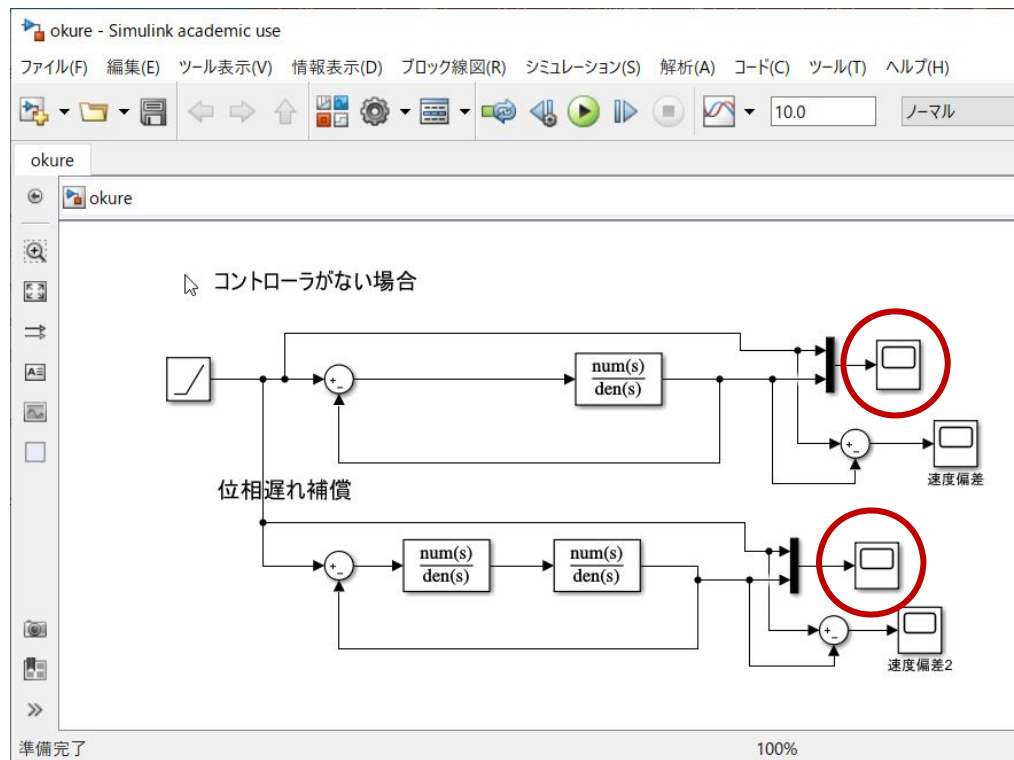 okure - Simulink academic use
ファイル(F) 編集(E) ツール表示(V) 情報表示(D) ブロック線図(R) シミュレーション(S) 解析(A) コード(C) ツール(T) ヘルプ(H)
10.0 ノーマル
okure
okure
コントローラがない場合
num(s)
den(s)
速度偏差
位相遅れ補償
num(s) num(s)
den(s) den(s)
速度偏差2
準備完了 100%